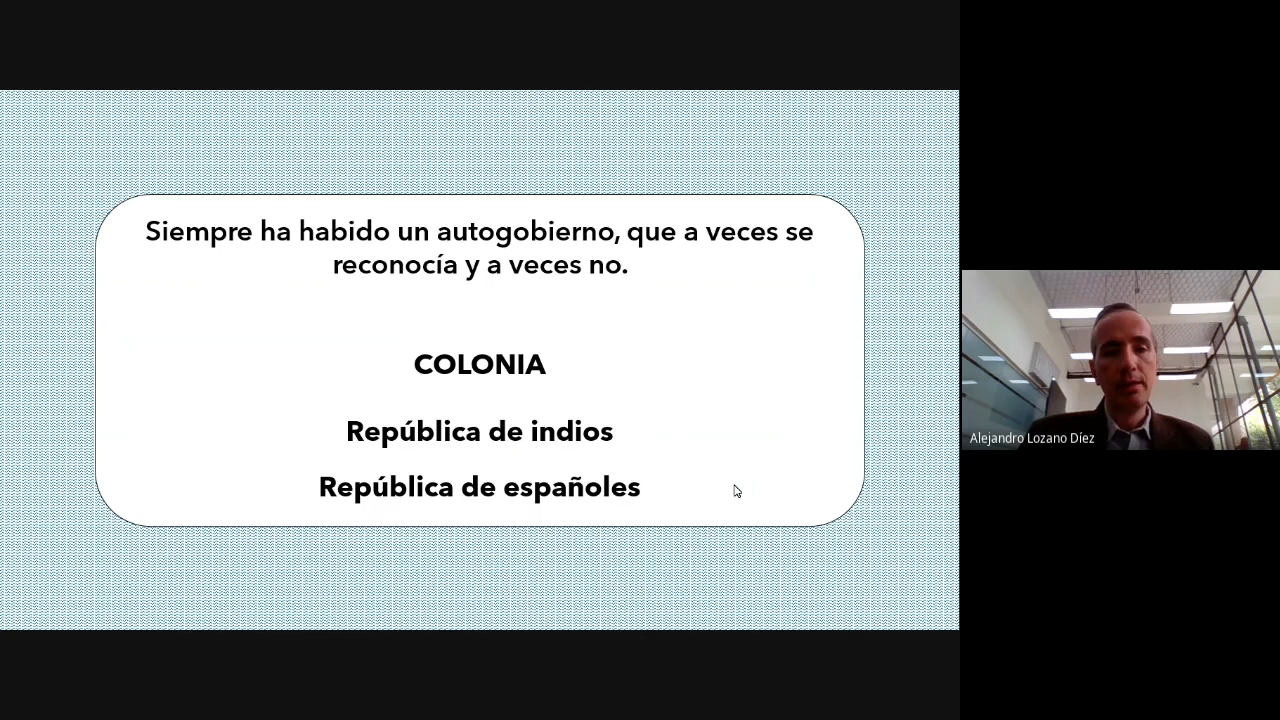 Siempre ha habido un autogobierno, que a veces se
reconocía y a veces no.
COLONIA
República de indios
República de españoles
Alejandro Lozano Díez